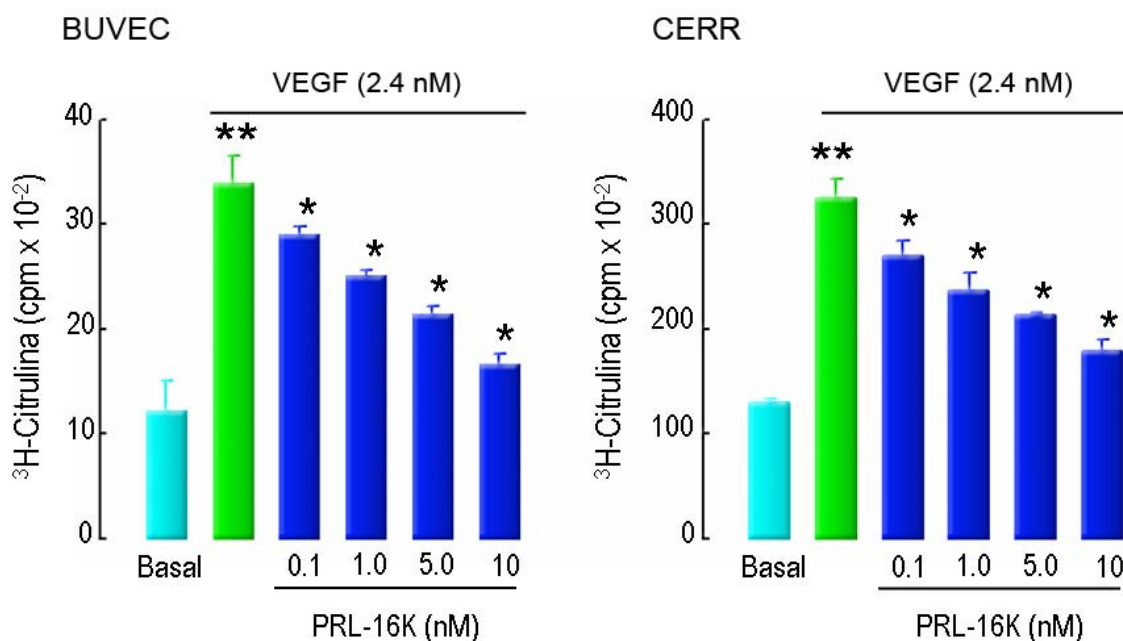 BUVEC
VEGF (2.4 nM)
³H-Citrulina (cpm x 10⁻²)
40
30
20
10
0
**
*
*
*
*
Basal
0.1 1.0 5.0 10
PRL-16K (nM)
CERR
VEGF (2.4 nM)
³H-Citrulina (cpm x 10⁻²)
400
300
200
100
0
**
*
*
*
*
Basal
0.1 1.0 5.0 10
PRL-16K (nM)